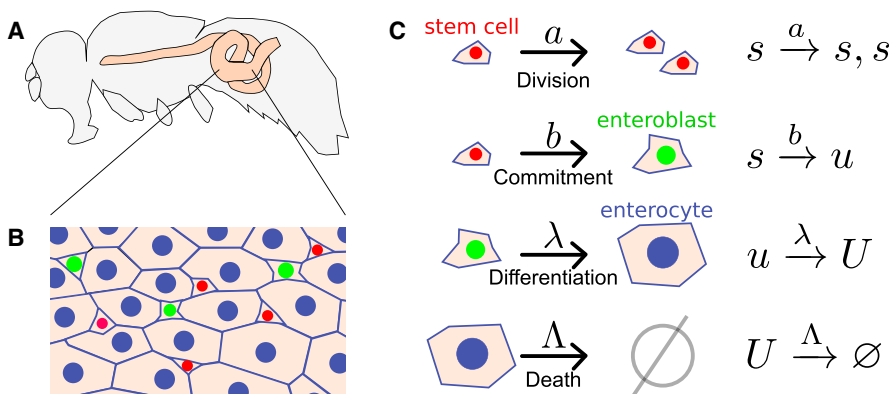 A
B
C
stem cell
a
Division
s a→ s, s
b
enteroblast
Commitment
s b→ u
enterocyte
λ
Differentiation
u λ→ U
Λ
Death
U Λ→ ∅